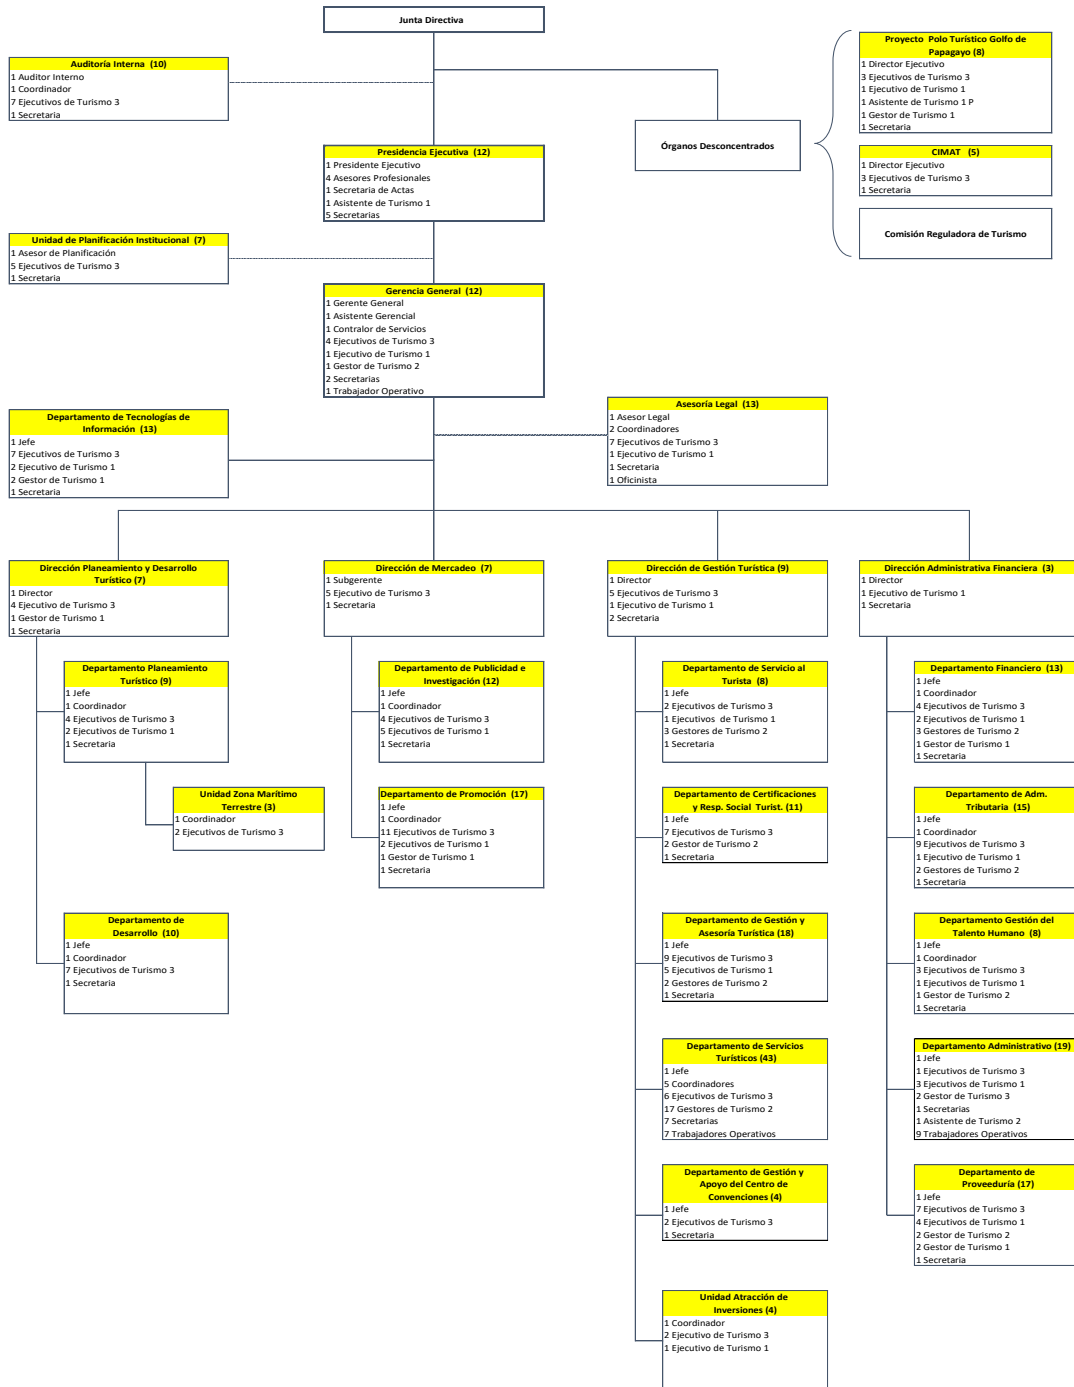 Junta Directiva
Auditoría Interna  (10)
1 Auditor Interno
1 Coordinador
7 Ejecutivos de Turismo 3
1 Secretaria
Proyecto  Polo Turístico Golfo de
Papagayo (8)
1 Director Ejecutivo
3 Ejecutivos de Turismo 3
1 Ejecutivo de Turismo 1
1 Asistente de Turismo 1 P
1 Gestor de Turismo 1
1 Secretaria
Órganos Desconcentrados
CIMAT  (5)
1 Director Ejecutivo
3 Ejecutivos de Turismo 3
1 Secretaria
Comisión Reguladora de Turismo
Presidencia Ejecutiva  (12)
1 Presidente Ejecutivo
4 Asesores Profesionales
1 Secretaria de Actas
1 Asistente de Turismo 1
5 Secretarias
Unidad de Planificación Institucional  (7)
1 Asesor de Planificación
5 Ejecutivos de Turismo 3
1 Secretaria
Gerencia General  (12)
1 Gerente General
1 Asistente Gerencial
1 Contralor de Servicios
4 Ejecutivos de Turismo 3
1 Ejecutivo de Turismo 1
1 Gestor de Turismo 2
2 Secretarias
1 Trabajador Operativo
Departamento de Tecnologías de
Información  (13)
1 Jefe
7 Ejecutivos de Turismo 3
2 Ejecutivo de Turismo 1
2 Gestor de Turismo 1
1 Secretaria
Asesoría Legal  (13)
1 Asesor Legal
2 Coordinadores
7 Ejecutivos de Turismo 3
1 Ejecutivo de Turismo 1
1 Secretaria
1 Oficinista
Dirección Planeamiento y Desarrollo
Turístico (7)
1 Director
4 Ejecutivo de Turismo 3
1 Gestor de Turismo 1
1 Secretaria
Dirección de Mercadeo  (7)
1 Subgerente
5 Ejecutivo de Turismo 3
1 Secretaria
Dirección de Gestión Turística (9)
1 Director
5 Ejecutivos de Turismo 3
1 Ejecutivo de Turismo 1
2 Secretaria
Dirección Administrativa Financiera  (3)
1 Director
1 Ejecutivo de Turismo 1
1 Secretaria
Departamento Planeamiento
Turístico (9)
1 Jefe
1 Coordinador
4 Ejecutivos de Turismo 3
2 Ejecutivos de Turismo 1
1 Secretaria
Unidad Zona Marítimo
Terrestre (3)
1 Coordinador
2 Ejecutivos de Turismo 3
Departamento de
Desarrollo  (10)
1 Jefe
1 Coordinador
7 Ejecutivos de Turismo 3
1 Secretaria
Departamento de Publicidad e
Investigación  (12)
1 Jefe
1 Coordinador
4 Ejecutivos de Turismo 3
5 Ejecutivos de Turismo 1
1 Secretaria
Departamento de Promoción  (17)
1 Jefe
1 Coordinador
11 Ejecutivos de Turismo 3
2 Ejecutivos de Turismo 1
1 Gestor de Turismo 1
1 Secretaria
Departamento de Servicio al
Turista  (8)
1 Jefe
2 Ejecutivos de Turismo 3
1 Ejecutivos  de Turismo 1
3 Gestores de Turismo 2
1 Secretaria
Departamento de Certificaciones
y Resp. Social  Turist.  (11)
1 Jefe
7 Ejecutivos de Turismo 3
2 Gestor de Turismo 2
1 Secretaria
Departamento de Gestión y
Asesoría Turística  (18)
1 Jefe
9 Ejecutivos de Turismo 3
5 Ejecutivos de Turismo 1
2 Gestores de Turismo 2
1 Secretaria
Departamento de Servicios
Turísticos (43)
1 Jefe
5 Coordinadores
6 Ejecutivos de Turismo 3
17 Gestores de Turismo 2
7 Secretarias
7 Trabajadores Operativos
Departamento de Gestión y
Apoyo del Centro de
Convenciones (4)
1 Jefe
2 Ejecutivos de Turismo 3
1 Secretaria
Unidad Atracción de
Inversiones (4)
1 Coordinador
2 Ejecutivo de Turismo 3
1 Ejecutivo de Turismo 1
Departamento Financiero  (13)
1 Jefe
1 Coordinador
4 Ejecutivos de Turismo 3
2 Ejecutivos de Turismo 1
3 Gestores de Turismo 2
1 Gestor de Turismo 1
1 Secretaria
Departamento de Adm.
Tributaria  (15)
1 Jefe
1 Coordinador
9 Ejecutivos de Turismo 3
1 Ejecutivo de Turismo 1
2 Gestores de Turismo 2
1 Secretaria
Departamento Gestión del
Talento Humano  (8)
1 Jefe
1 Coordinador
3 Ejecutivos de Turismo 3
1 Ejecutivos de Turismo 1
1 Gestor de Turismo 2
1 Secretaria
Departamento Administrativo (19)
1 Jefe
1 Ejecutivos de Turismo 3
3 Ejecutivos de Turismo 1
2 Gestor de Turismo 3
1 Secretarias
1 Asistente de Turismo 2
9 Trabajadores Operativos
Departamento de
Proveeduría (17)
1 Jefe
7 Ejecutivos de Turismo 3
4 Ejecutivos de Turismo 1
2 Gestor de Turismo 2
2 Gestor de Turismo 1
1 Secretaria